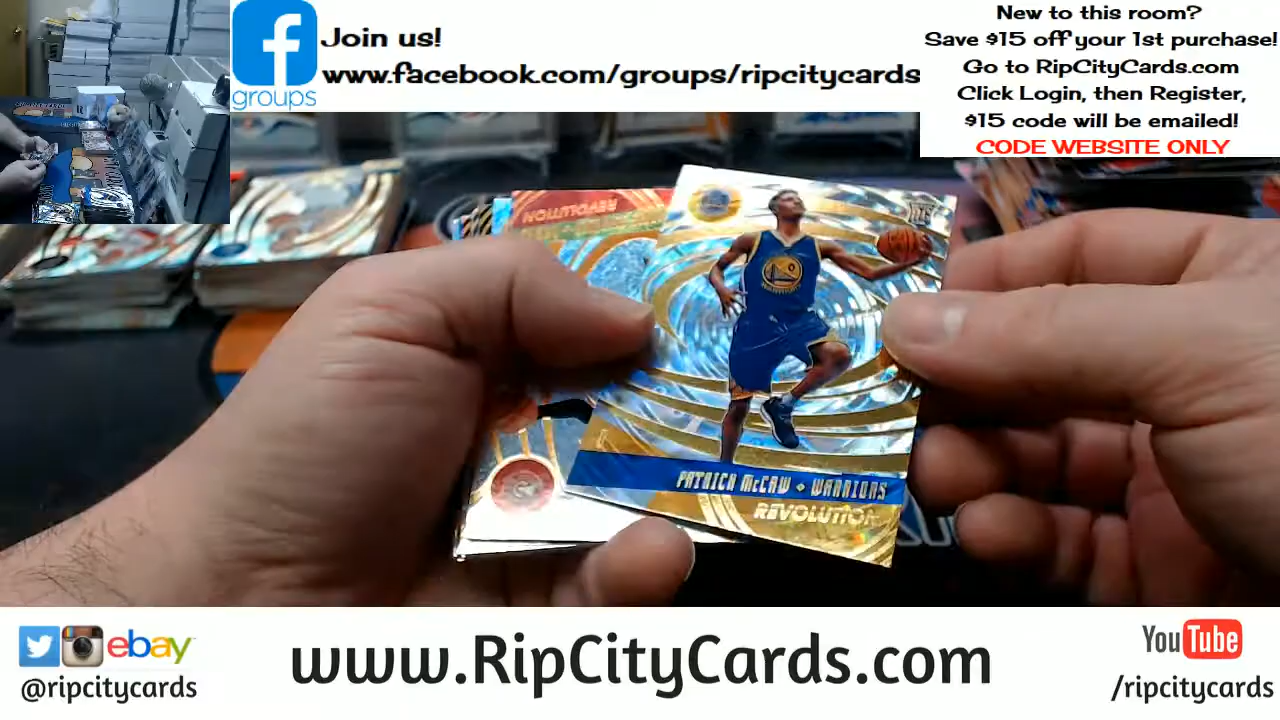 Join us!
www.facebook.com/groups/ripcitycards
groups
New to this room?
Save $15 off your 1st purchase!
Go to RipCityCards.com
Click Login, then Register,
$15 code will be emailed!
CODE WEBSITE ONLY
REVOLUTION
PATRICK McCAW WARRIORS
REVOLUTION
ebay
@ripcitycards
www.RipCityCards.com
YouTube
/ripcitycards